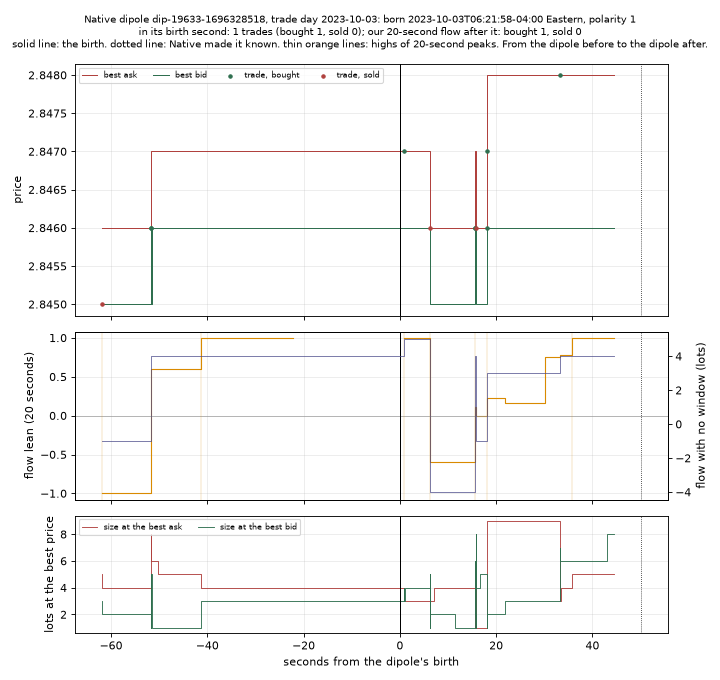 Native dipole dip-19633-1696328518, trade day 2023-10-03: born 2023-10-03T06:21:58-04:00 Eastern, polarity 1
in its birth second: 1 trades (bought 1, sold 0); our 20-second flow after it: bought 1, sold 0
solid line: the birth. dotted line: Native made it known. thin orange lines: highs of 20-second peaks. From the dipole before to the dipole after.
best ask
best bid
trade, bought
trade, sold
price
2.8480
2.8475
2.8470
2.8465
2.8460
2.8455
2.8450
flow lean (20 seconds)
1.0
0.5
0.0
−0.5
−1.0
4
2
0
−2
−4
flow with no window (lots)
size at the best ask
size at the best bid
lots at the best price
8
6
4
2
−60
−40
−20
0
20
40
seconds from the dipole's birth